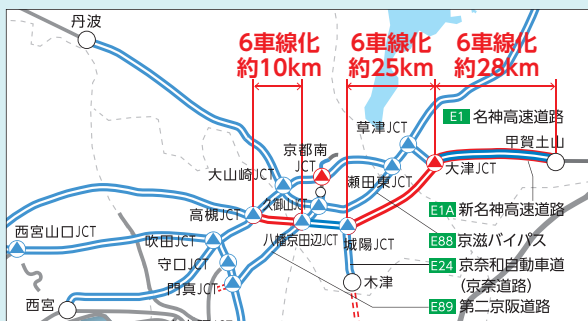 丹波
6車線化
約10km
6車線化
約25km
6車線化
約28km
草津JCT
E1 名神高速道路
甲賀土山
京都南
JCT
大山崎JCT
瀬田東JCT
大津JCT
久御山JCT
高槻JCT
E1A 新名神高速道路
西宮山口JCT
吹田JCT
八幡京田辺JCT
城陽JCT
E88 京滋バイパス
守口JCT
E24 京奈和自動車道
(京奈道路)
門真JCT
木津
西宮
E89 第二京阪道路